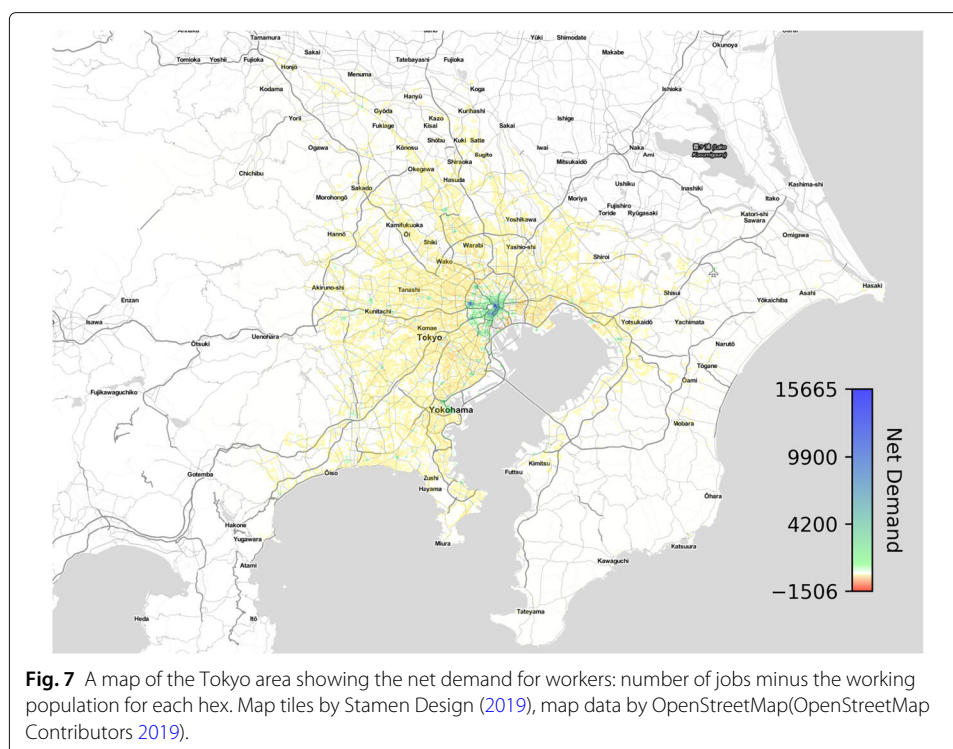 Tamamura
Sakai
Tatebayashi
Fujioka
Yūki
Shimodate
Makabe
Okunoya
Tomioka
Yoshii
Fujioka
Honjō
Menuma
Koga
Ishioka
Kodama
Hanyū
Gyōda
Kazo
Kurihashi
Yorii
Fukiage
Kisai
Sakai
Ishige
Ogawa
Kōnosu
Shōbu
Kuki
Satte
Iwai
Naka
Ami
Okegawa
Shiraoka
Sugito
Mitsukaidō
Chichibu
Hasuda
Ushiku
Inashiki
Kashima-shi
Morohongō
Sakado
Moriya
Fujishiro
Itako
Toride
Ryūgasaki
Katori-shi
Sawara
Kamifukuoka
Yoshikawa
Omigawa
Hannō
Ōi
Shiki
Warabi
Yashio-shi
Shiroi
Wako
Akiruno-shi
Tanashi
Shisui
Asahi
Hasaki
Enzan
Yōkaichiba
Isawa
Kunitachi
Yotsukaidō
Yachimata
Ōtsuki
Uenohara
Komae
Tokyo
Narutō
Tōgane
Ōami
Fujikawaguchiko
Yokohama
Mobara
Gotemba
Ōiso
Zushi
Hayama
Futtsu
Kimitsu
Ōhara
Hakone
Yugawara
Miura
Katsuura
Atami
Kawaguchi
Heda
Itō
Tateyama
15665
9900
4200
−1506
Net Demand
Fig. 7 A map of the Tokyo area showing the net demand for workers: number of jobs minus the working
population for each hex. Map tiles by Stamen Design (2019), map data by OpenStreetMap(OpenStreetMap
Contributors 2019).